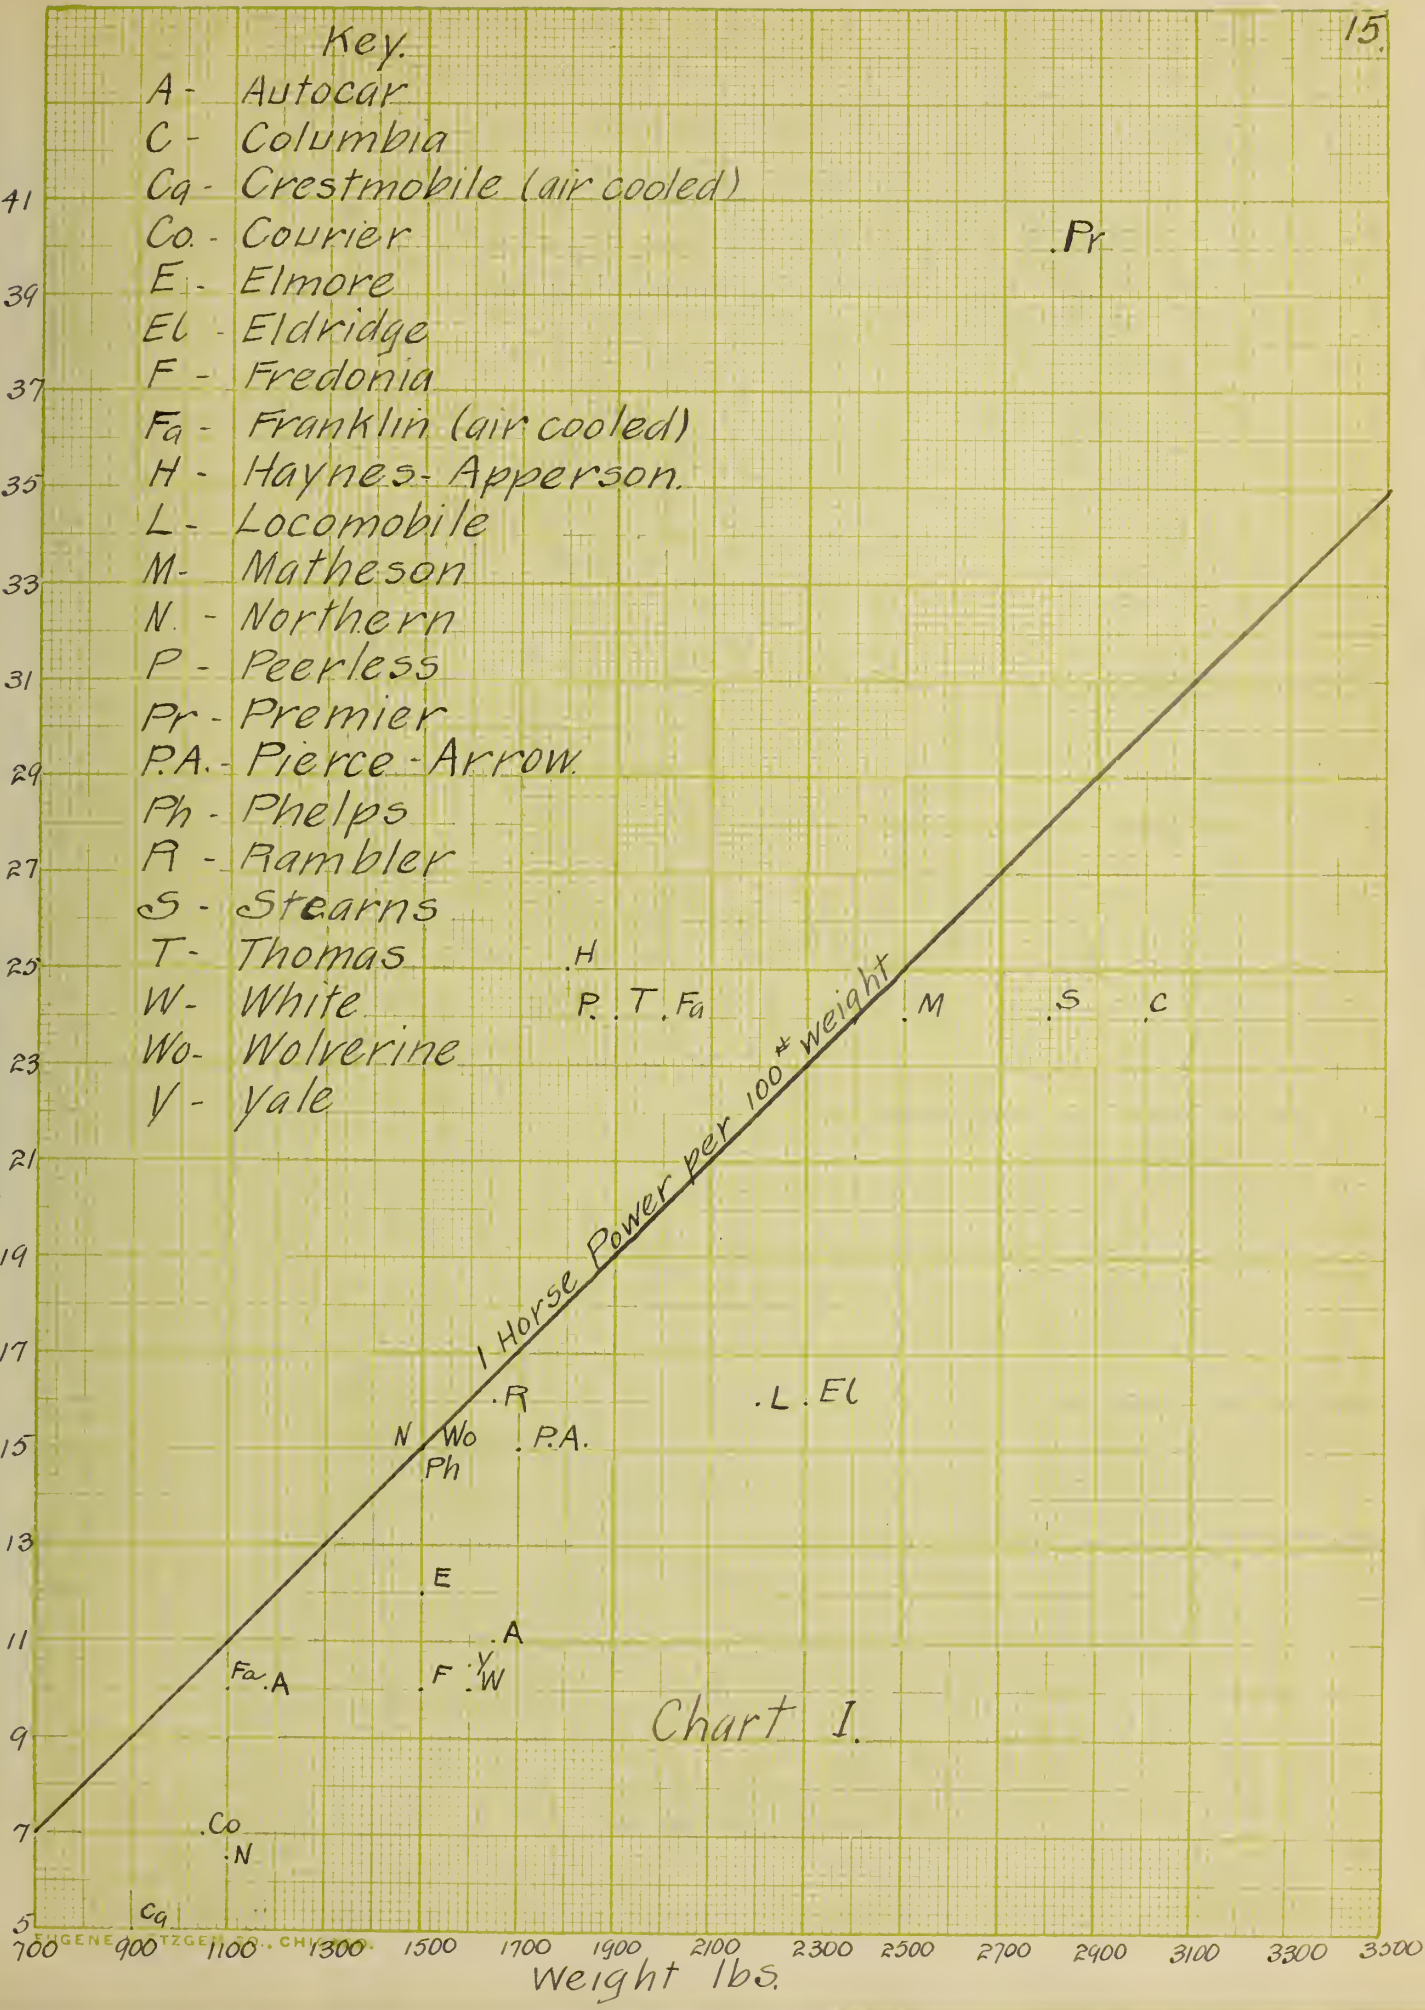 15.
Key.
A - Autocar
C - Columbia
Ca - Crestmobile (air cooled)
Co. - Courier
E - Elmore
El - Eldridge
F - Fredonia
Fa - Franklin (air cooled)
H - Haynes-Apperson.
L - Locomobile
M - Matheson
N. - Northern
P - Peerless
Pr - Premier
P.A. - Pierce-Arrow.
Ph - Phelps
R - Rambler
S - Stearns
T - Thomas
W - White
Wo - Wolverine
Y - Yale
41
39
37
35
33
31
29
27
25
23
21
19
17
15
13
11
9
7
5
Pr
H
P. T Fa M S C
1 Horse Power per 100# weight
R L El
N Wo P.A.
Ph
E
A
Y
Fa A F W
Chart I.
Co
N
Ca
700 900 1100 1300 1500 1700 1900 2100 2300 2500 2700 2900 3100 3300 3500
Weight lbs.